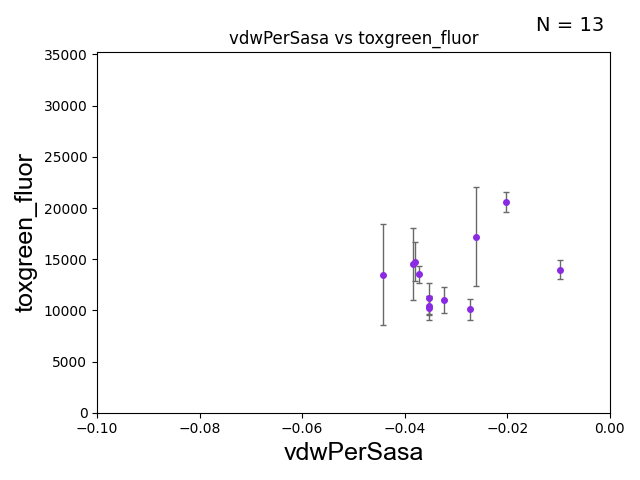 N = 13
vdwPerSasa vs toxgreen_fluor
35000
30000
25000
20000
15000
10000
5000
0
toxgreen_fluor
−0.10 −0.08 −0.06 −0.04 −0.02 0.00
vdwPerSasa